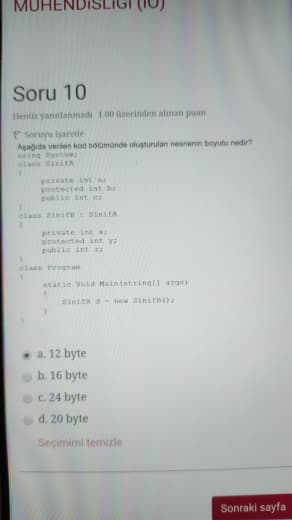 MÜHENDİSLİĞİ (İÖ)
Soru 10
Henüz yanıtlanmadı 1,00 üzerinden alınan puan
Soruyu işaretle
Aşağıda verilen kod bölümünde oluşturulan nesnenin boyutu nedir?
using System;
class SinifA
{
private int a;
protected int b;
public int c;
}
class SinifB : SinifA
{
private int x;
protected int y;
public int z;
}
class Program
{
static void Main(string[] args)
{
SinifB d = new SinifB();
}
}
a. 12 byte
b. 16 byte
c. 24 byte
d. 20 byte
Seçimimi temizle
Sonraki sayfa